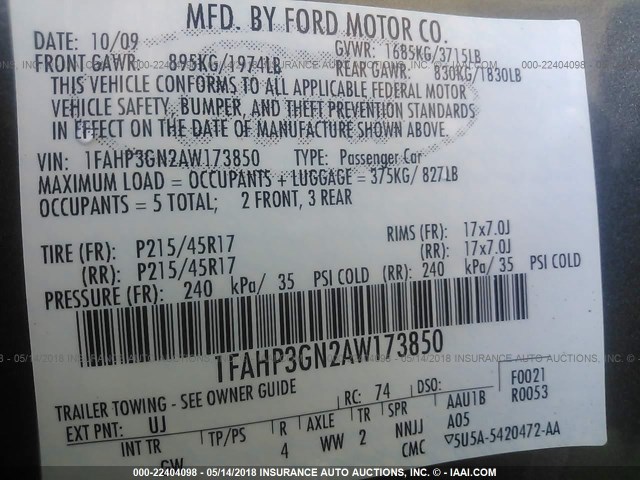 MFD. BY FORD MOTOR CO.
DATE: 10/09 GVWR: 1685KG/3715LB
FRONT GAWR: 895KG/1974LB REAR GAWR: 830KG/1830LB
THIS VEHICLE CONFORMS TO ALL APPLICABLE FEDERAL MOTOR
VEHICLE SAFETY, BUMPER, AND THEFT PREVENTION STANDARDS
IN EFFECT ON THE DATE OF MANUFACTURE SHOWN ABOVE.
VIN: 1FAHP3GN2AW173850 TYPE: Passenger Car
MAXIMUM LOAD = OCCUPANTS + LUGGAGE = 375KG/ 827LB
OCCUPANTS = 5 TOTAL; 2 FRONT, 3 REAR
TIRE (FR): P215/45R17 RIMS (FR): 17x7.0J
(RR): P215/45R17 (RR): 17x7.0J
PRESSURE (FR): 240 kPa/ 35 PSI COLD (RR): 240 kPa/ 35 PSI COLD
1FAHP3GN2AW173850
TRAILER TOWING - SEE OWNER GUIDE RC: 74 DSO: F0021
EXT PNT: UJ AAU1B R0053
INT TR TP/PS R AXLE TR SPR A05
GW 4 WW 2 NNJJ
CMC ▽5U5A-5420472-AA
000-22404098 - 05/14/2018 INSURANCE AUTO AUCTIONS, INC. - © IAAI.COM